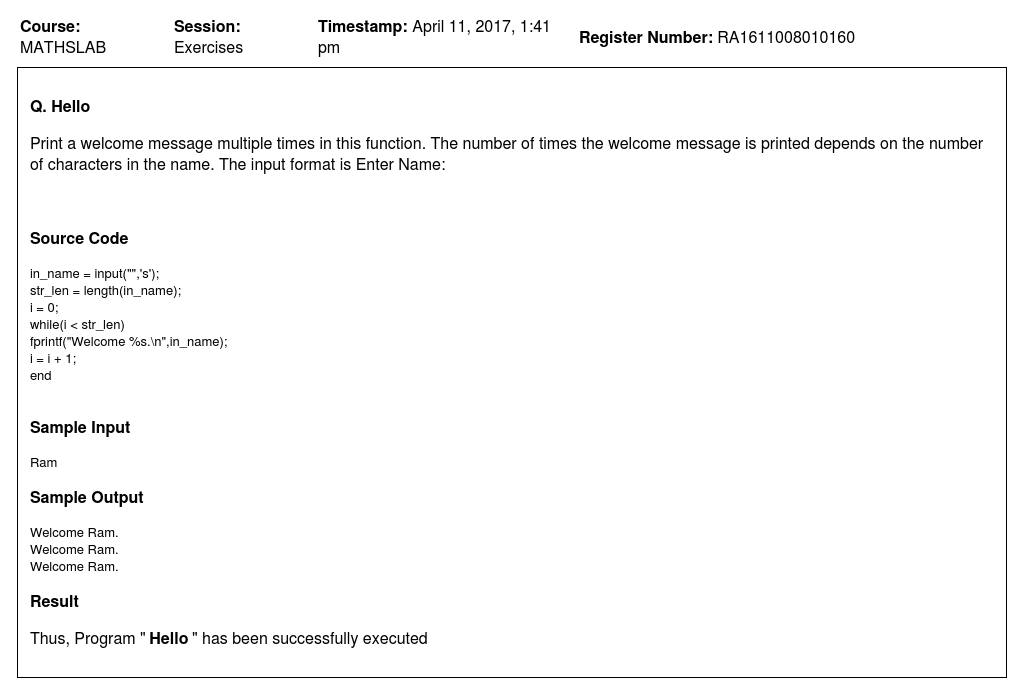 Course: MATHSLAB
Session: Exercises
Timestamp: April 11, 2017, 1:41 pm
Register Number: RA1611008010160
Q. Hello
Print a welcome message multiple times in this function. The number of times the welcome message is printed depends on the number
of characters in the name. The input format is Enter Name:
Source Code
in_name = input("",'s');
str_len = length(in_name);
i = 0;
while(i < str_len)
fprintf("Welcome %s.\n",in_name);
i = i + 1;
end
Sample Input
Ram
Sample Output
Welcome Ram.
Welcome Ram.
Welcome Ram.
Result
Thus, Program " Hello " has been successfully executed